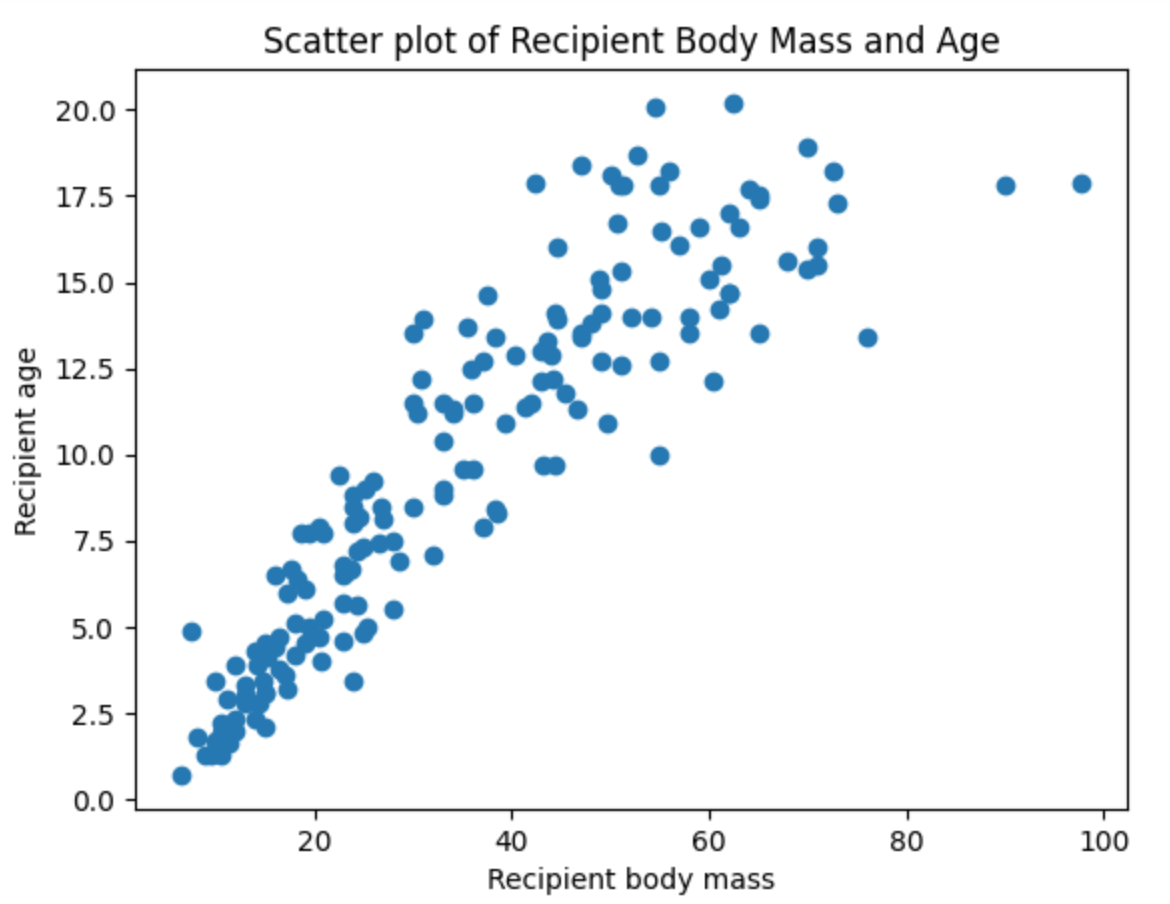 Scatter plot of Recipient Body Mass and Age
20.0
17.5
15.0
12.5
10.0
7.5
5.0
2.5
0.0
Recipient age
20 40 60 80 100
Recipient body mass